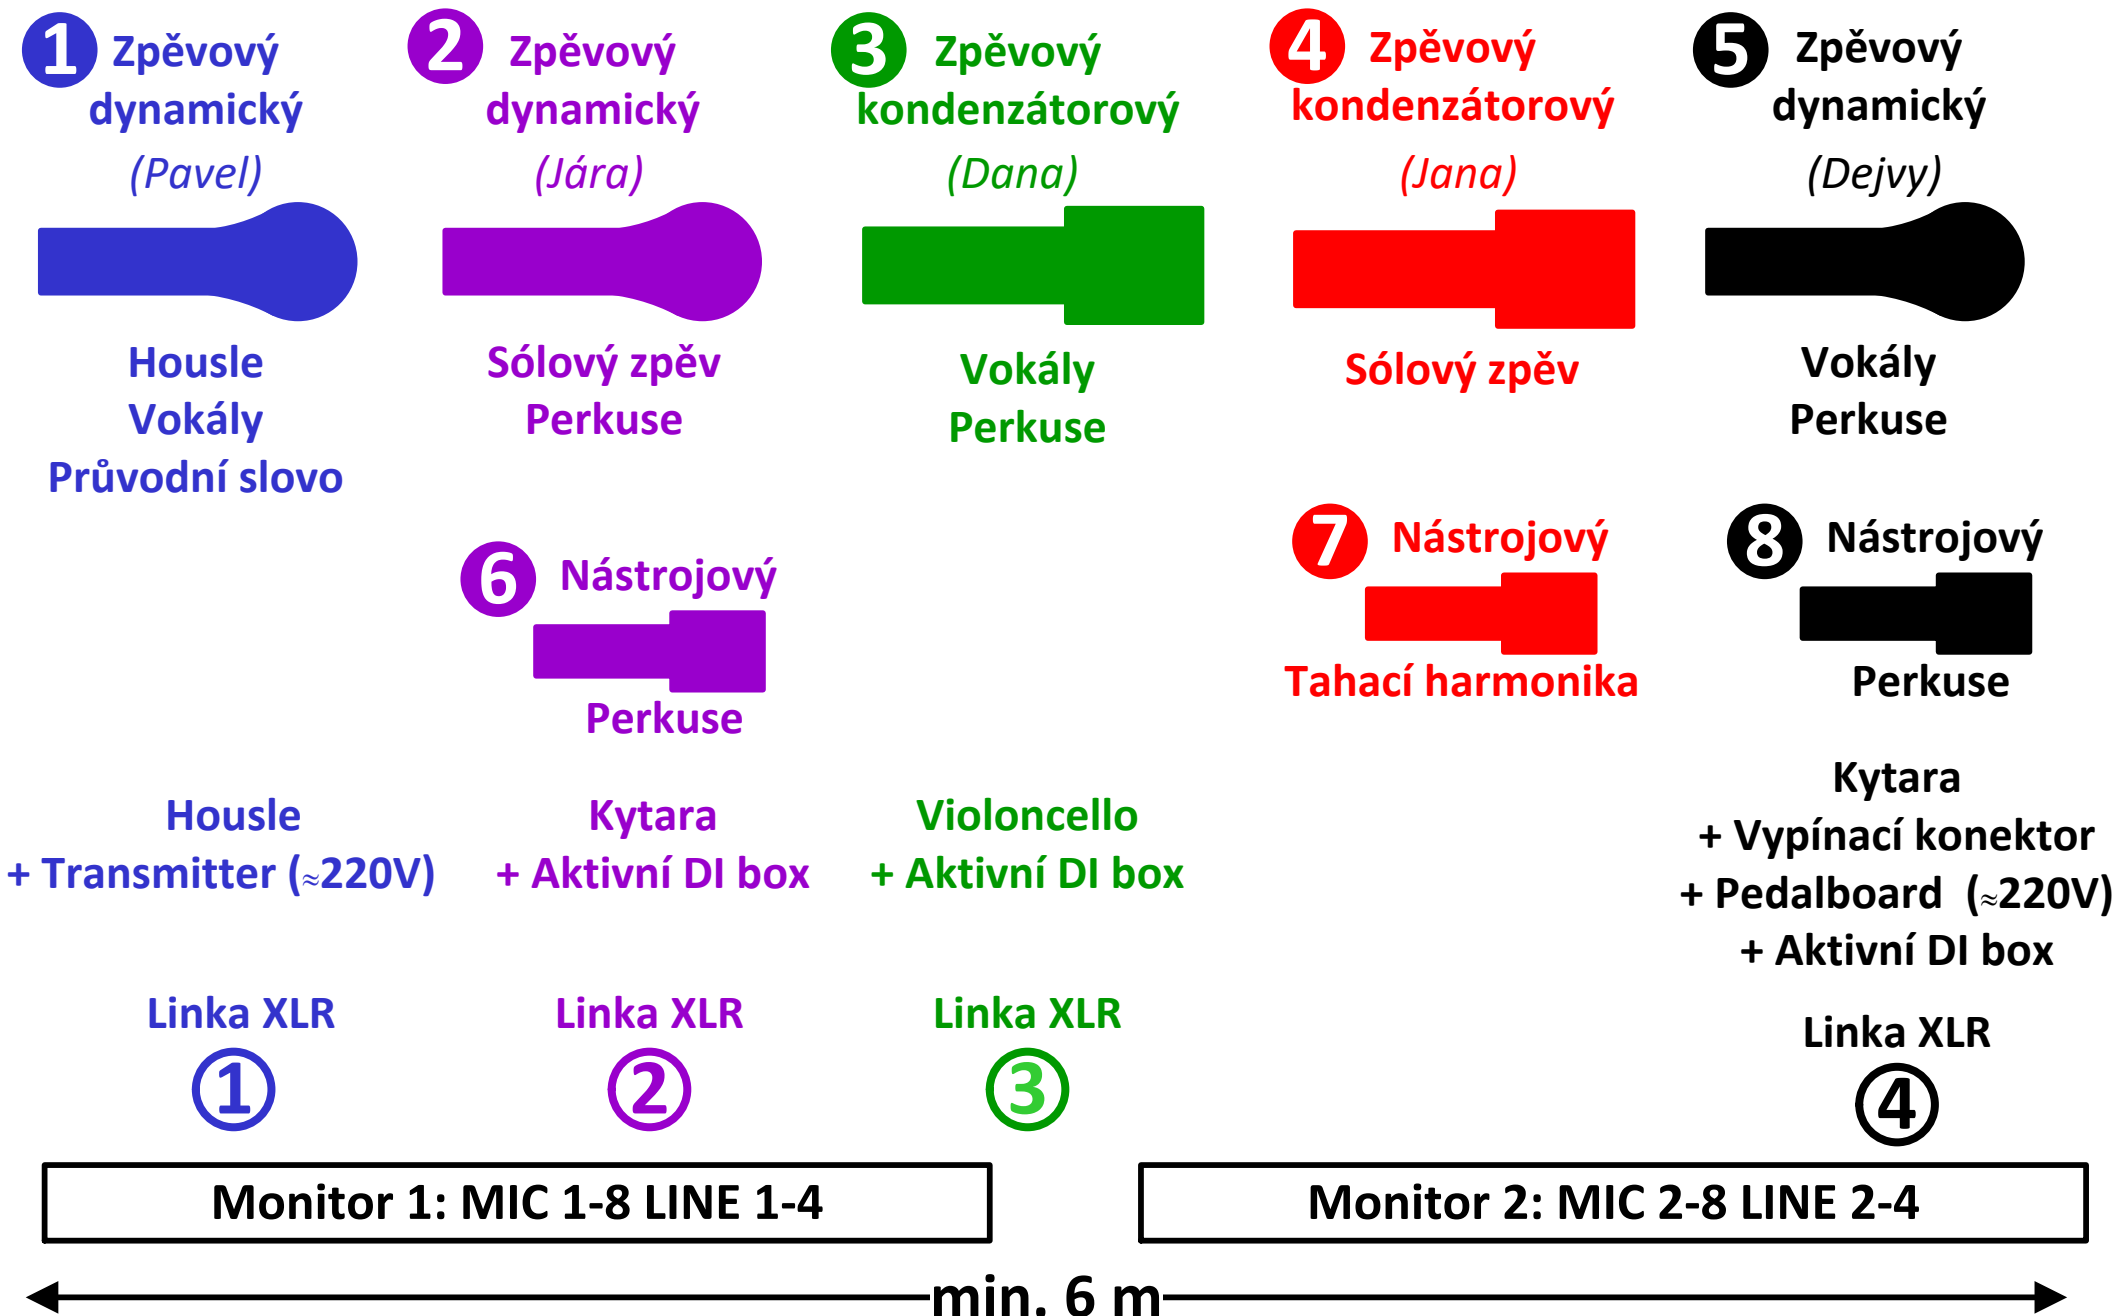 1 Zpěvový
dynamický
(Pavel)
Housle
Vokály
Průvodní slovo
2 Zpěvový
dynamický
(Jára)
Sólový zpěv
Perkuse
3 Zpěvový
kondenzátorový
(Dana)
Vokály
Perkuse
4 Zpěvový
kondenzátorový
(Jana)
Sólový zpěv
5 Zpěvový
dynamický
(Dejvy)
Vokály
Perkuse
6 Nástrojový
Perkuse
7 Nástrojový
Tahací harmonika
8 Nástrojový
Perkuse
Housle
+ Transmitter (≈220V)
Linka XLR
1
Kytara
+ Aktivní DI box
Linka XLR
2
Violoncello
+ Aktivní DI box
Linka XLR
3
Kytara
+ Vypínací konektor
+ Pedalboard (≈220V)
+ Aktivní DI box
Linka XLR
4
Monitor 1: MIC 1-8 LINE 1-4
Monitor 2: MIC 2-8 LINE 2-4
min. 6 m